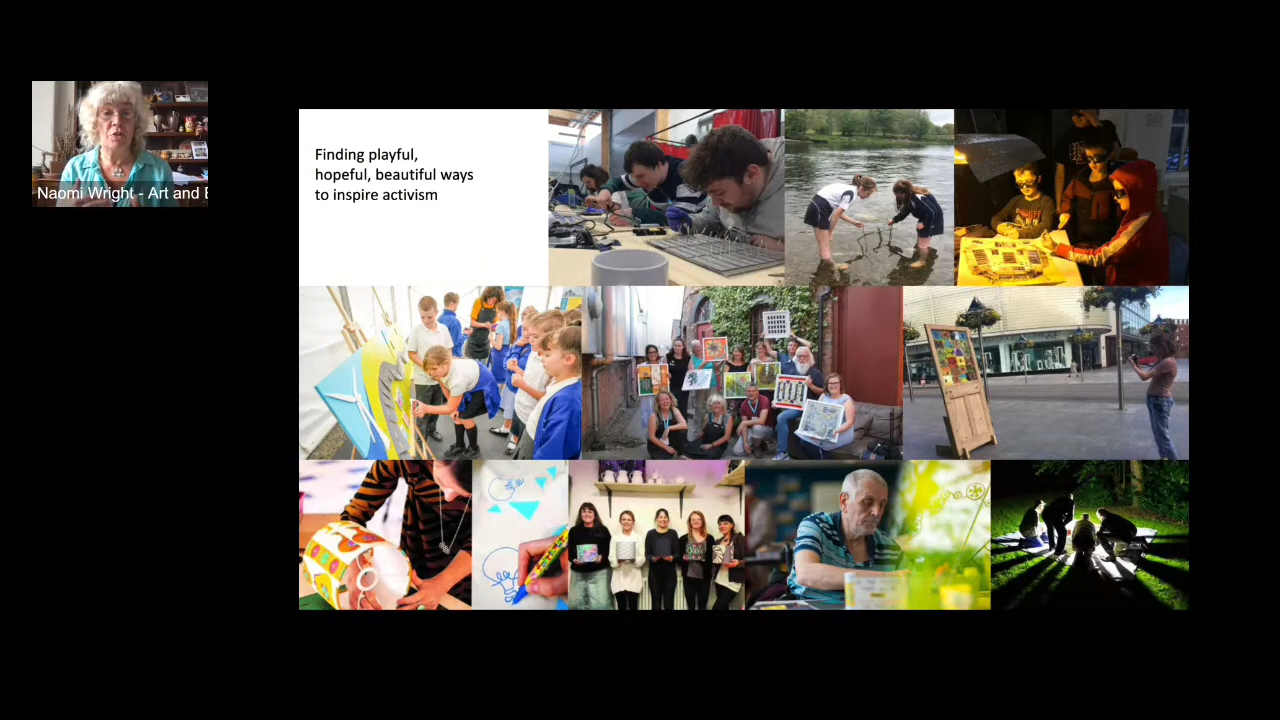 Finding playful,
hopeful, beautiful ways
to inspire activism
Naomi Wright - Art and E